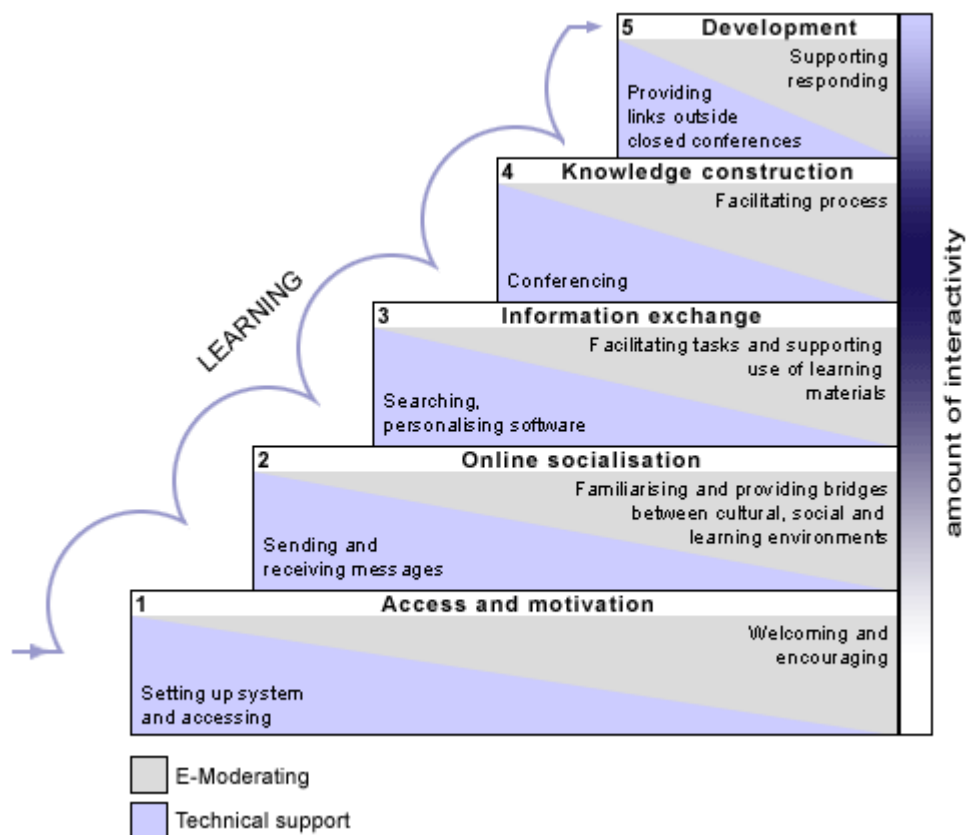 5 Development
Supporting
responding
Providing
links outside
closed conferences
4 Knowledge construction
Facilitating process
Conferencing
3 Information exchange
Facilitating tasks and supporting
use of learning
materials
Searching,
personalising software
2 Online socialisation
Familiarising and providing bridges
between cultural, social and
learning environments
Sending and
receiving messages
1 Access and motivation
Welcoming and
encouraging
Setting up system
and accessing
LEARNING
amount of interactivity
E-Moderating
Technical support